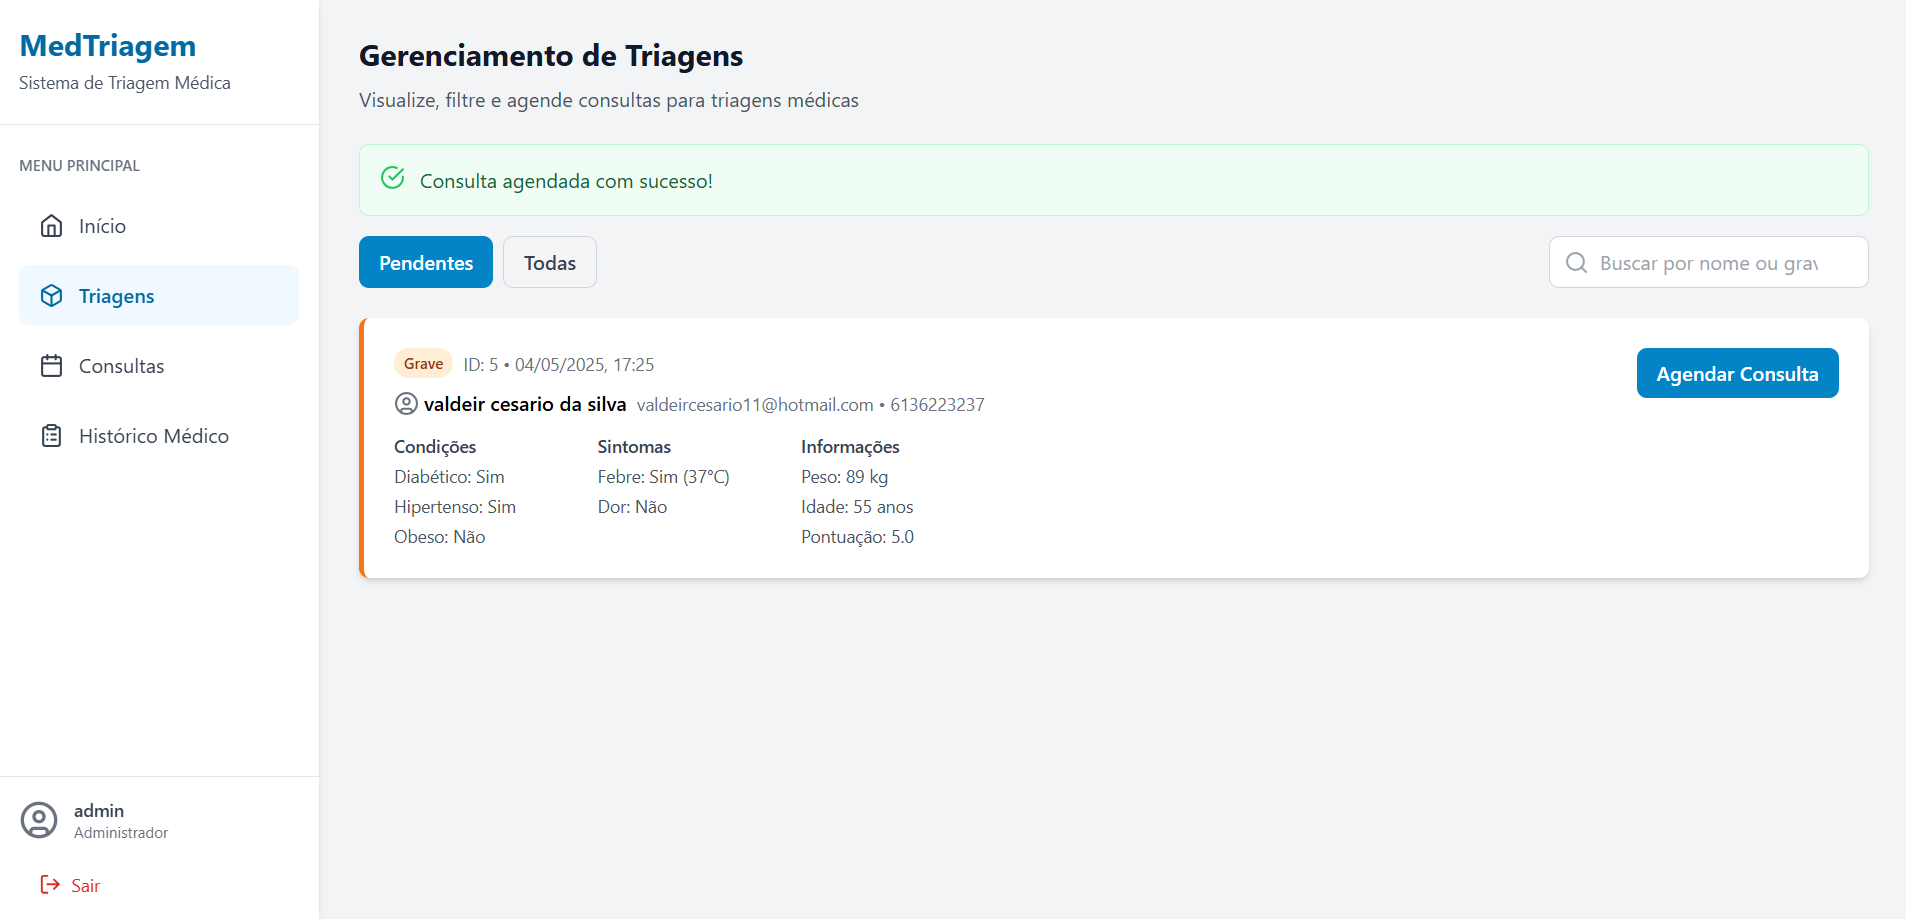 MedTriagem
Sistema de Triagem Médica
MENU PRINCIPAL
Início
Triagens
Consultas
Histórico Médico
admin
Administrador
Sair
Gerenciamento de Triagens
Visualize, filtre e agende consultas para triagens médicas
Consulta agendada com sucesso!
Pendentes
Todas
Buscar por nome ou grav
Grave ID: 5 • 04/05/2025, 17:25
Agendar Consulta
valdeir cesario da silva valdeircesario11@hotmail.com • 6136223237
Condições
Diabético: Sim
Hipertenso: Sim
Obeso: Não
Sintomas
Febre: Sim (37°C)
Dor: Não
Informações
Peso: 89 kg
Idade: 55 anos
Pontuação: 5.0